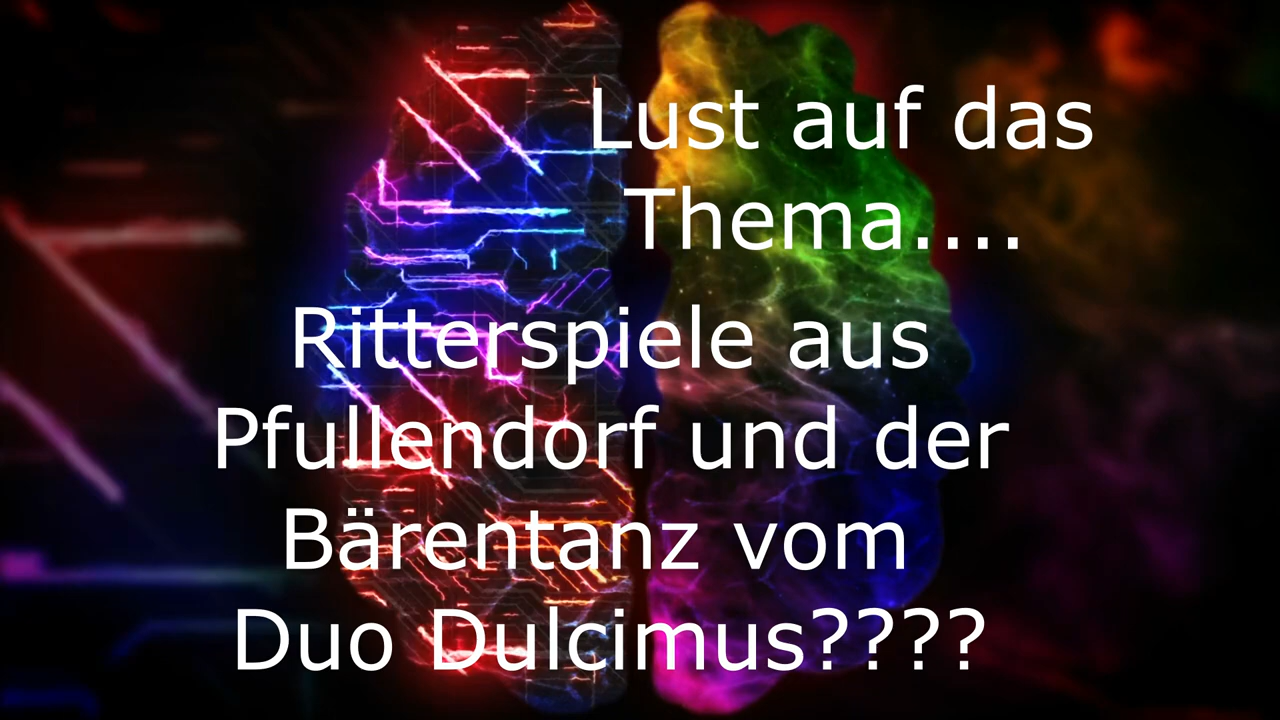 Lust auf das
Thema....
Ritterspiele aus
Pfullendorf und der
Bärentanz vom
Duo Dulcimus????